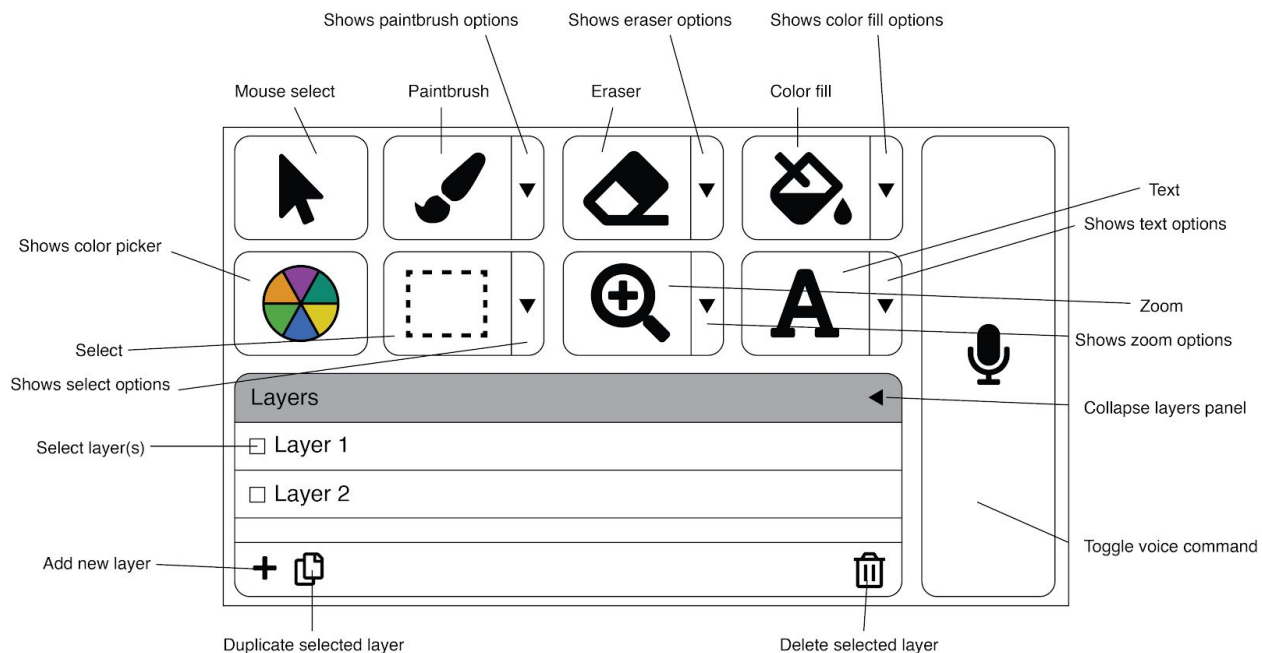 Shows paintbrush options
Shows eraser options
Shows color fill options
Mouse select
Paintbrush
Eraser
Color fill
Text
Shows text options
Shows color picker
A
Zoom
Select
Shows zoom options
Shows select options
Layers
Collapse layers panel
Select layer(s)
Layer 1
Layer 2
Toggle voice command
Add new layer
Duplicate selected layer
Delete selected layer